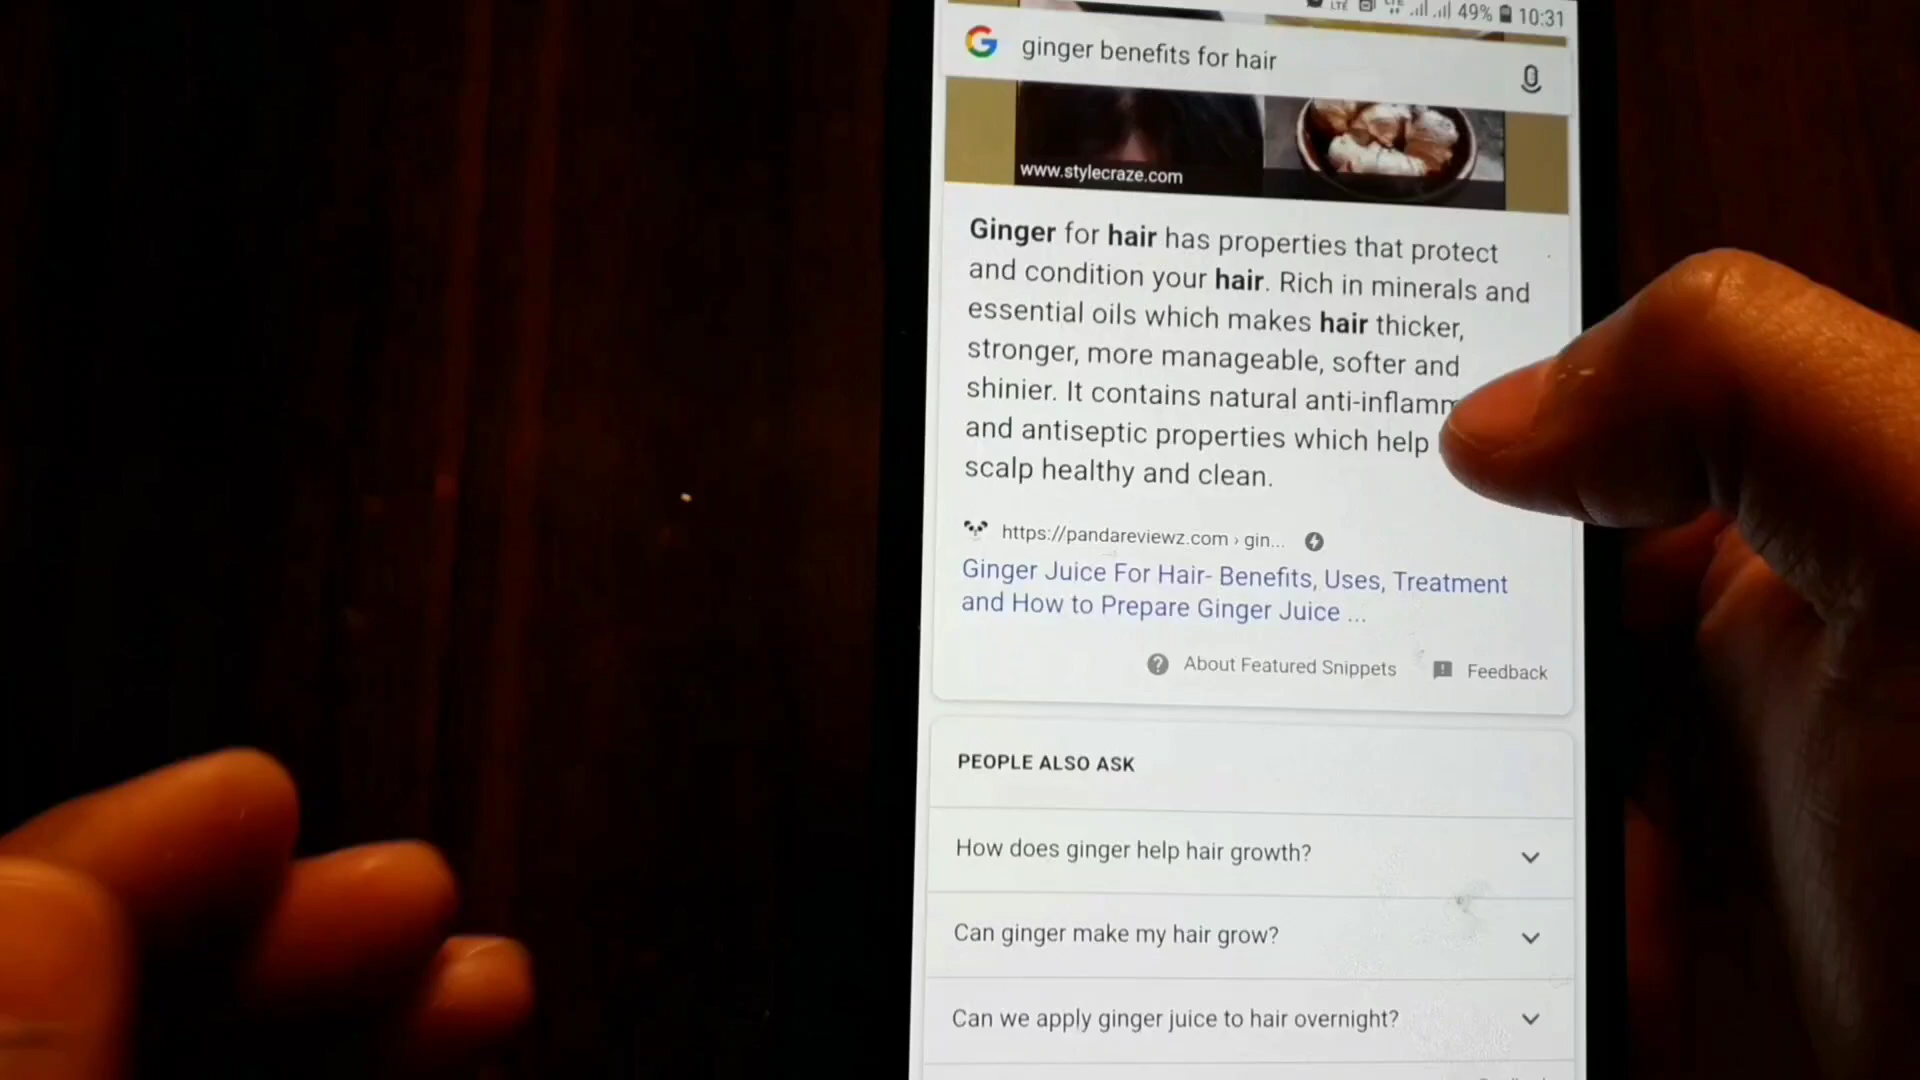 LTE 49% 10:31
ginger benefits for hair
www.stylecraze.com
Ginger for hair has properties that protect
and condition your hair. Rich in minerals and
essential oils which makes hair thicker,
stronger, more manageable, softer and
shinier. It contains natural
and antiseptic properties which help
scalp healthy and clean.
https://pandareviewz.com › gin...
Ginger Juice For Hair- Benefits, Uses, Treatment
and How to Prepare Ginger Juice ...
About Featured Snippets Feedback
PEOPLE ALSO ASK
How does ginger help hair growth?
Can ginger make my hair grow?
Can we apply ginger juice to hair overnight?